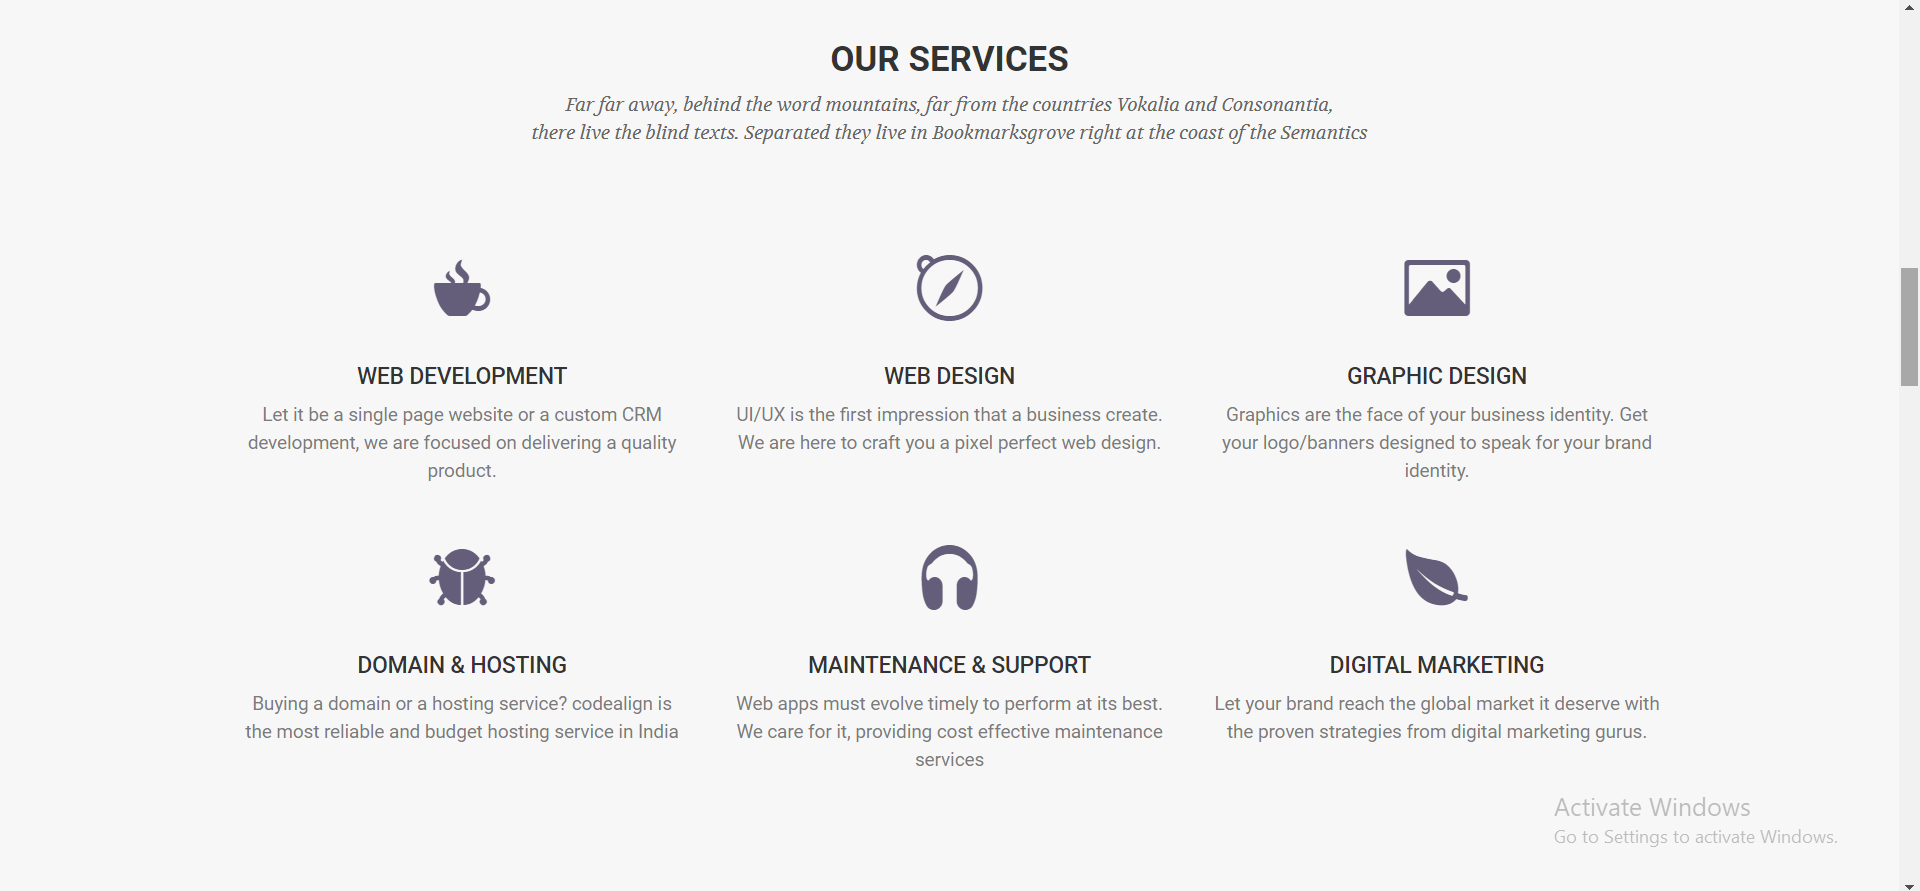 OUR SERVICES
Far far away, behind the word mountains, far from the countries Vokalia and Consonantia,
there live the blind texts. Separated they live in Bookmarksgrove right at the coast of the Semantics
WEB DEVELOPMENT
Let it be a single page website or a custom CRM
development, we are focused on delivering a quality
product.
WEB DESIGN
UI/UX is the first impression that a business create.
We are here to craft you a pixel perfect web design.
GRAPHIC DESIGN
Graphics are the face of your business identity. Get
your logo/banners designed to speak for your brand
identity.
DOMAIN & HOSTING
Buying a domain or a hosting service? codealign is
the most reliable and budget hosting service in India
MAINTENANCE & SUPPORT
Web apps must evolve timely to perform at its best.
We care for it, providing cost effective maintenance
services
DIGITAL MARKETING
Let your brand reach the global market it deserve with
the proven strategies from digital marketing gurus.
Activate Windows
Go to Settings to activate Windows.